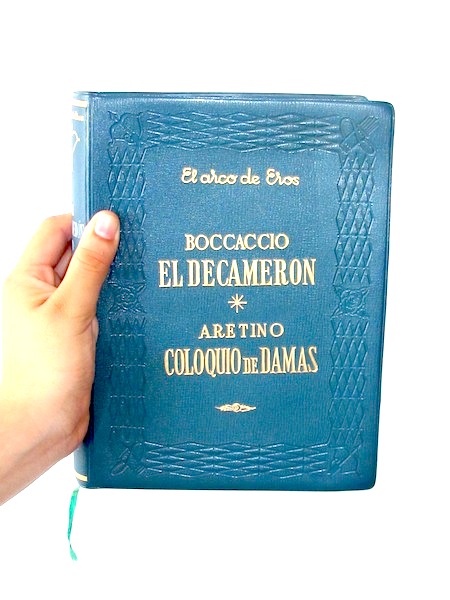 El arco de Eros
BOCCACCIO
EL DECAMERON
ARETINO
COLOQUIO DE DAMAS